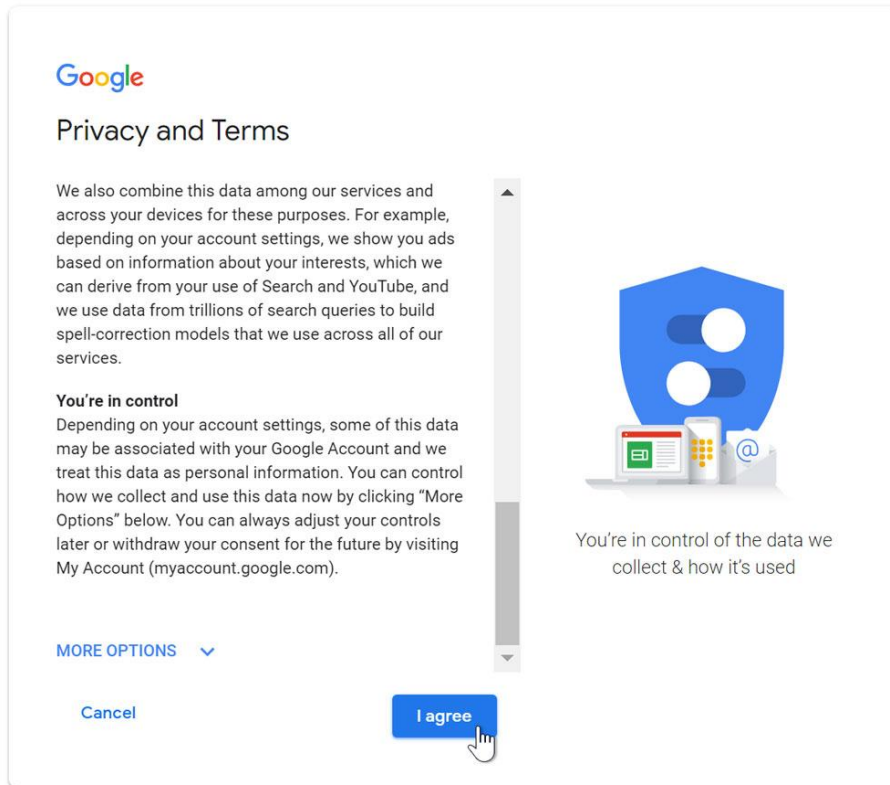 Google
Privacy and Terms
We also combine this data among our services and
across your devices for these purposes. For example,
depending on your account settings, we show you ads
based on information about your interests, which we
can derive from your use of Search and YouTube, and
we use data from trillions of search queries to build
spell-correction models that we use across all of our
services.
You’re in control
Depending on your account settings, some of this data
may be associated with your Google Account and we
treat this data as personal information. You can control
how we collect and use this data now by clicking “More
Options” below. You can always adjust your controls
later or withdraw your consent for the future by visiting
My Account (myaccount.google.com).
MORE OPTIONS
Cancel
I agree
@
You’re in control of the data we
collect & how it’s used